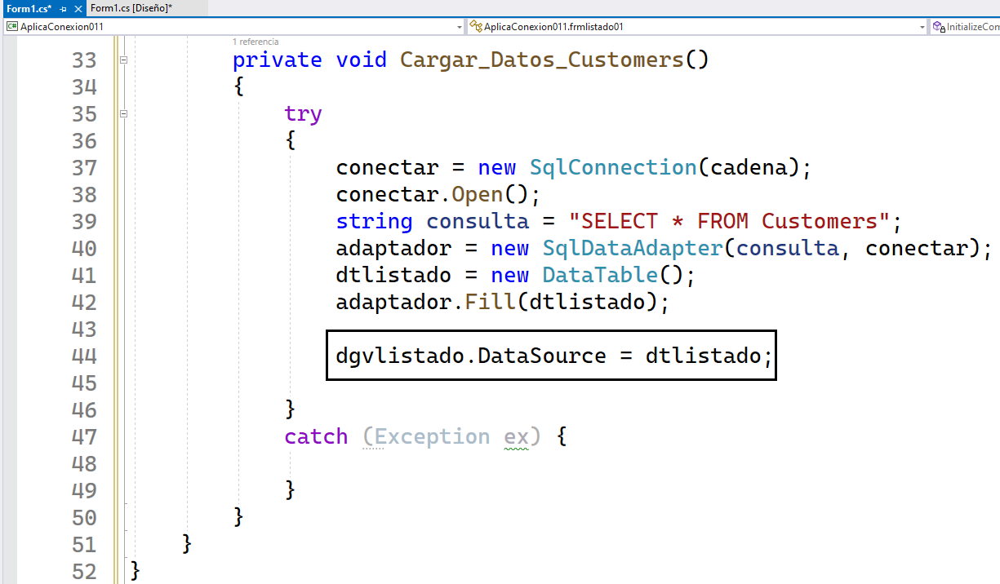 Form1.cs*
Form1.cs [Diseño]*
C# AplicaConexion011
AplicaConexion011.frmlistado01
InitializeCom
1 referencia
33 private void Cargar_Datos_Customers()
34 {
35 try
36 {
37 conectar = new SqlConnection(cadena);
38 conectar.Open();
39 string consulta = "SELECT * FROM Customers";
40 adaptador = new SqlDataAdapter(consulta, conectar);
41 dtlistado = new DataTable();
42 adaptador.Fill(dtlistado);
43
44 dgvlistado.DataSource = dtlistado;
45
46 }
47 catch (Exception ex) {
48
49 }
50 }
51 }
52 }